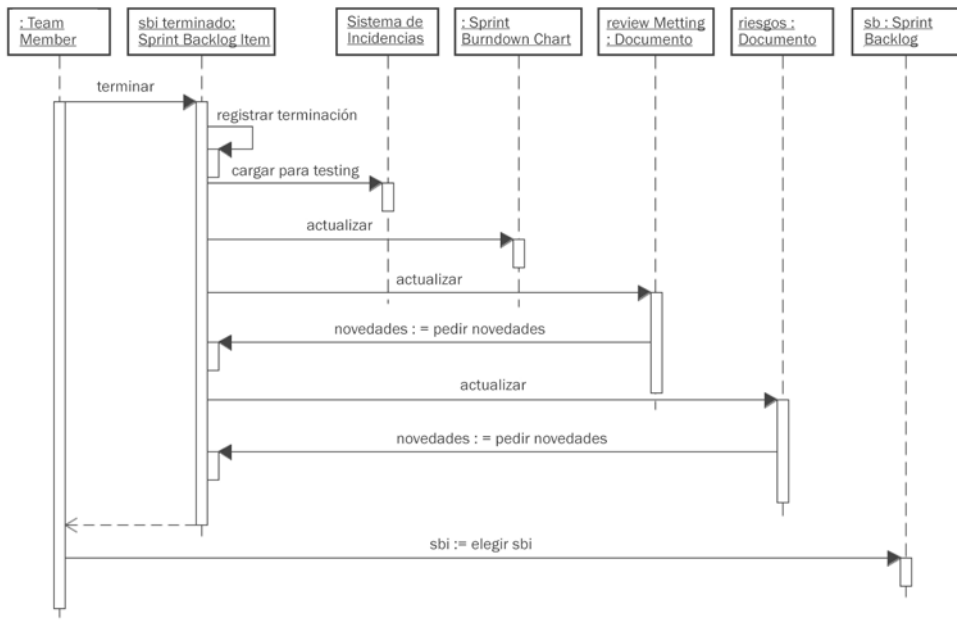 : Team
Member
sbi terminado:
Sprint Backlog Item
Sistema de
Incidencias
: Sprint
Burndown Chart
review Metting
: Documento
riesgos :
Documento
sb : Sprint
Backlog
terminar
registrar terminación
cargar para testing
actualizar
actualizar
novedades : = pedir novedades
actualizar
novedades : = pedir novedades
sbi := elegir sbi